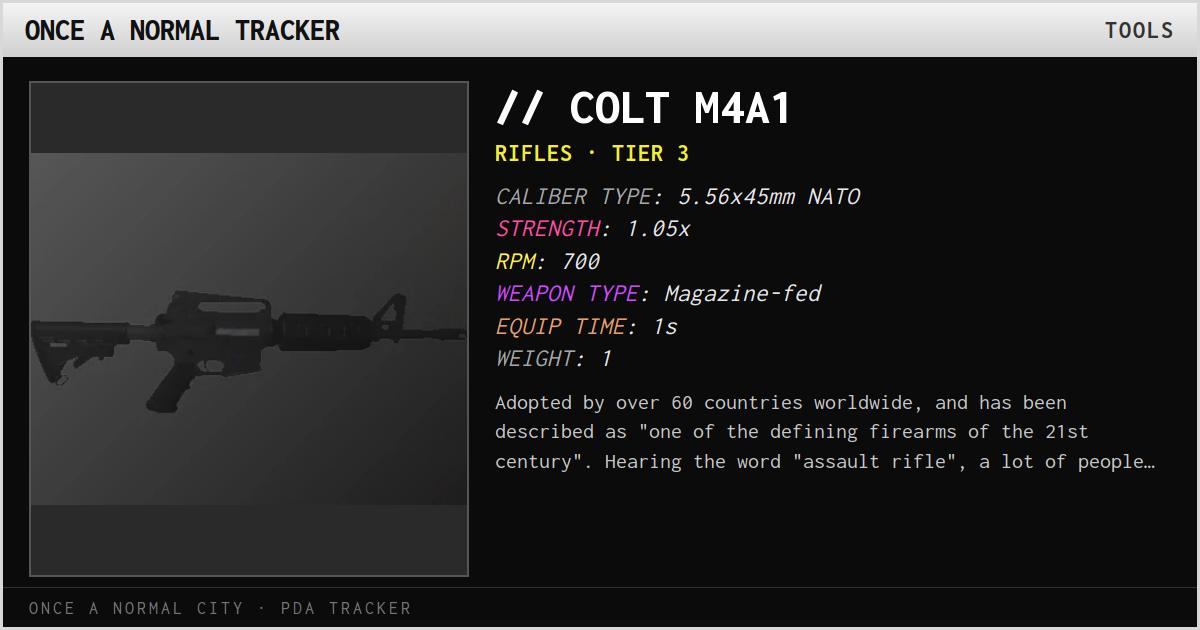 ONCE A NORMAL TRACKER
TOOLS
// COLT M4A1
RIFLES · TIER 3
CALIBER TYPE: 5.56x45mm NATO
STRENGTH: 1.05x
RPM: 700
WEAPON TYPE: Magazine-fed
EQUIP TIME: 1s
WEIGHT: 1
Adopted by over 60 countries worldwide, and has been
described as "one of the defining firearms of the 21st
century". Hearing the word "assault rifle", a lot of people…
ONCE A NORMAL CITY · PDA TRACKER